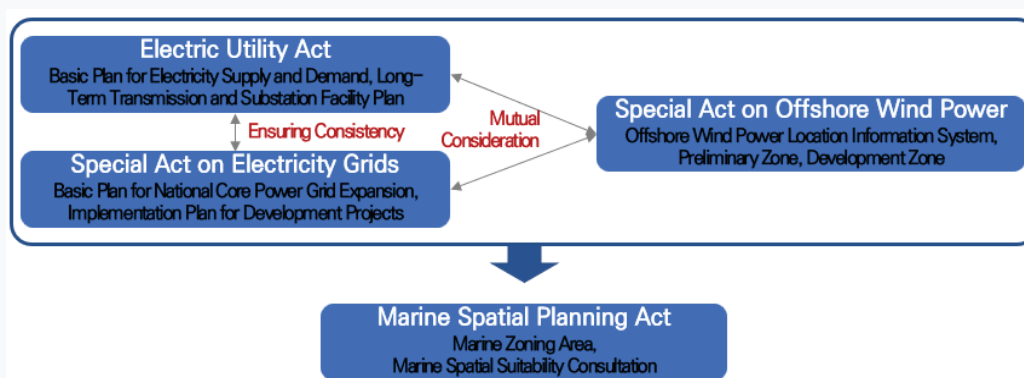 Electric Utility Act
Basic Plan for Electricity Supply and Demand, Long-
Term Transmission and Substation Facility Plan
Ensuring Consistency
Mutual
Consideration
Special Act on Electricity Grids
Basic Plan for National Core Power Grid Expansion,
Implementation Plan for Development Projects
Special Act on Offshore Wind Power
Offshore Wind Power Location Information System,
Preliminary Zone, Development Zone
Marine Spatial Planning Act
Marine Zoning Area,
Marine Spatial Suitability Consultation